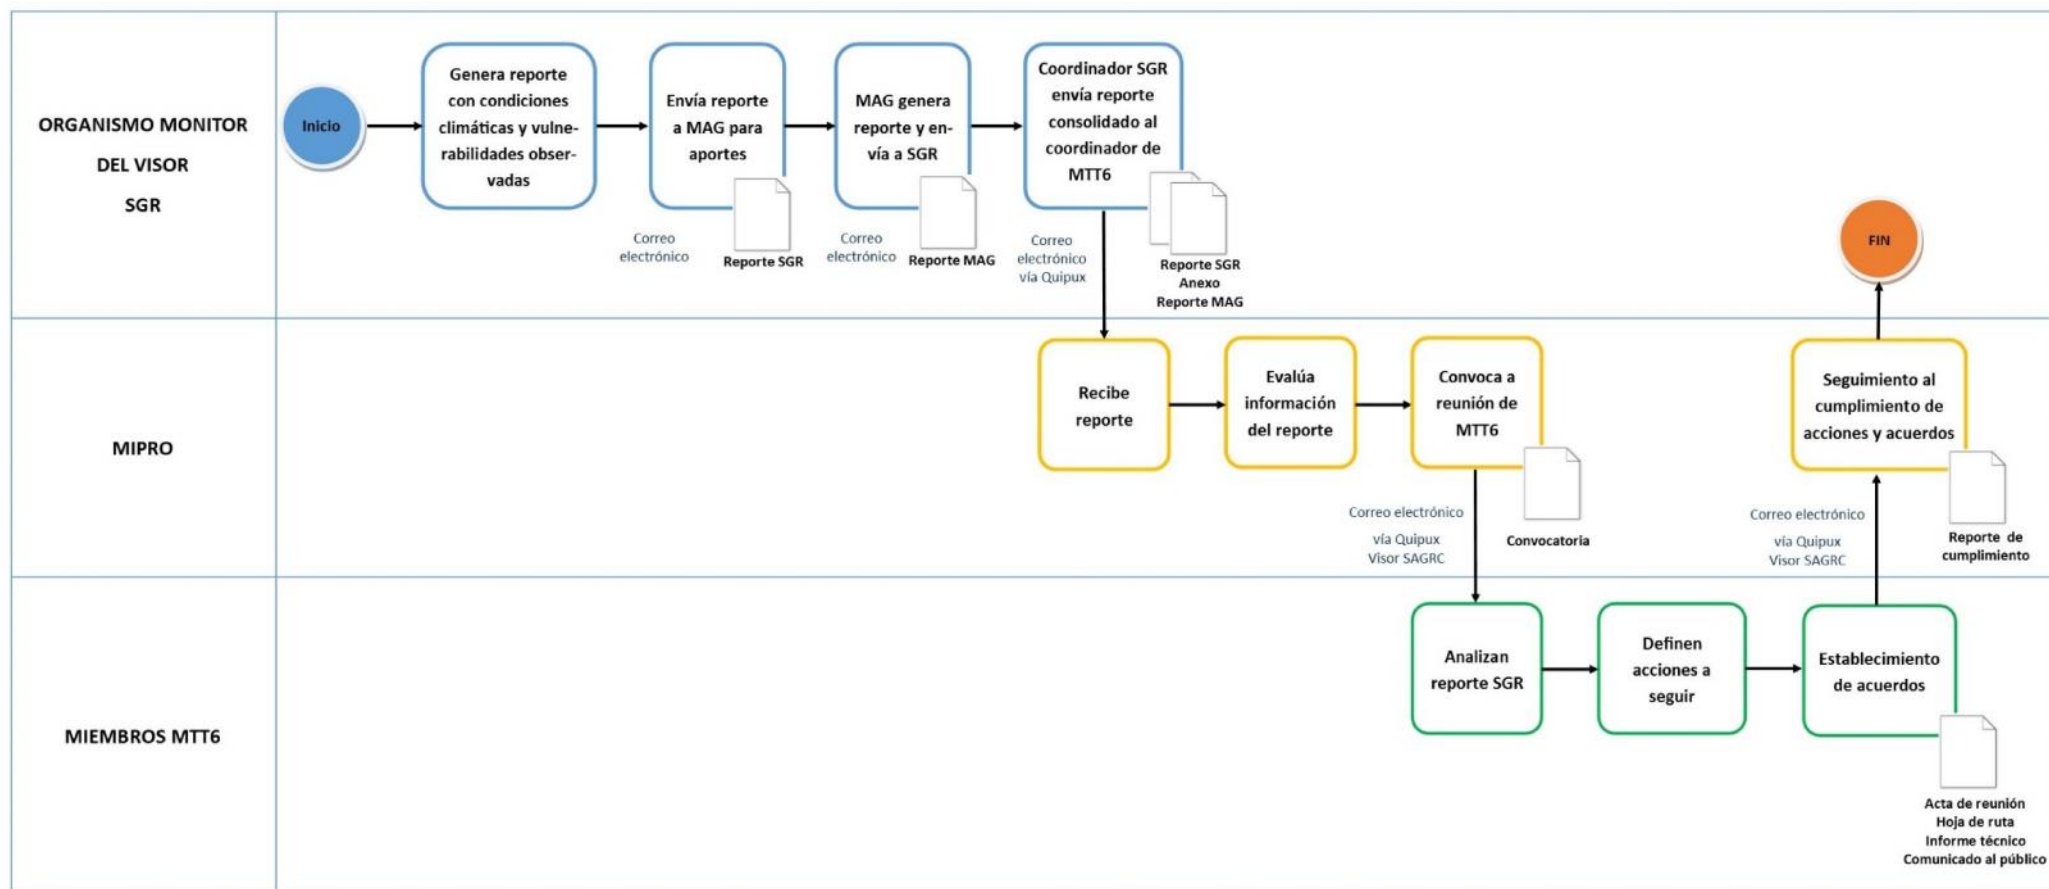 ORGANISMO MONITOR
DEL VISOR
SGR
Inicio
Genera reporte
con condiciones
climáticas y vulne-
rabilidades obser-
vadas
Envía reporte
a MAG para
aportes
Correo
electrónico
Reporte SGR
MAG genera
reporte y en-
vía a SGR
Correo
electrónico
Reporte MAG
Coordinador SGR
envía reporte
consolidado al
coordinador de
MTT6
Correo
electrónico
vía Quipux
Reporte SGR
Anexo
Reporte MAG
FIN
MIPRO
Recibe
reporte
Evalúa
información
del reporte
Convoca a
reunión de
MTT6
Correo electrónico
vía Quipux
Visor SAGRC
Convocatoria
Seguimiento al
cumplimiento de
acciones y acuerdos
Correo electrónico
vía Quipux
Visor SAGRC
Reporte de
cumplimiento
MIEMBROS MTT6
Analizan
reporte SGR
Definen
acciones a
seguir
Establecimiento
de acuerdos
Acta de reunión
Hoja de ruta
Informe técnico
Comunicado al público